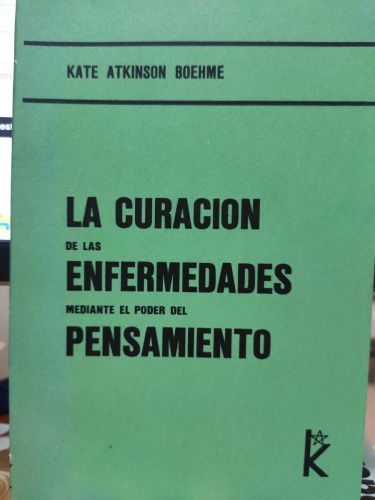 KATE ATKINSON BOEHME
LA CURACION
DE LAS
ENFERMEDADES
MEDIANTE EL PODER DEL
PENSAMIENTO
k